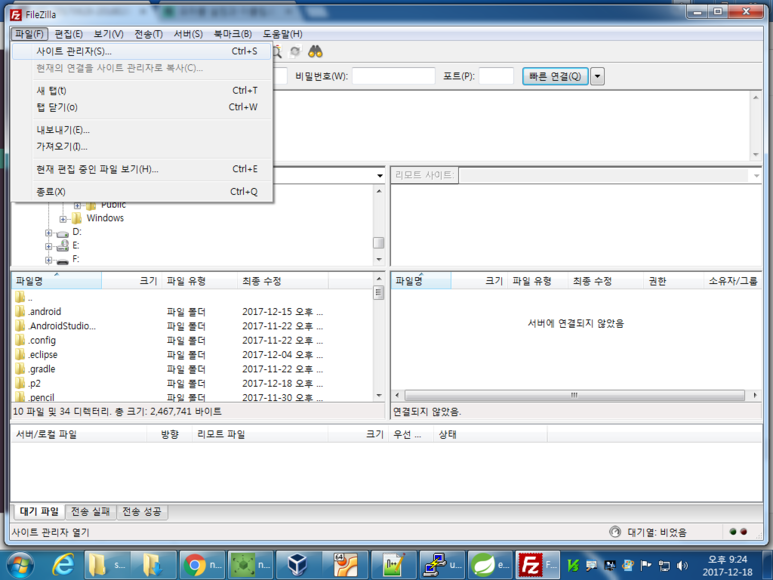 FileZilla
파일(F) 편집(E) 보기(V) 전송(T) 서버(S) 북마크(B) 도움말(H)
사이트 관리자(S)... Ctrl+S
현재의 연결을 사이트 관리자로 복사(C)...
새 탭(t) Ctrl+T
탭 닫기(o) Ctrl+W
내보내기(E)...
가져오기(I)...
현재 편집 중인 파일 보기(H)... Ctrl+E
종료(X) Ctrl+Q
비밀번호(W): 포트(P): 빠른 연결(Q)
리모트 사이트:
Public
Windows
D:
E:
F:
파일명 크기 파일 유형 최종 수정
..
.android 파일 폴더 2017-12-15 오후 ...
.AndroidStudio... 파일 폴더 2017-11-22 오후 ...
.config 파일 폴더 2017-11-22 오후 ...
.eclipse 파일 폴더 2017-12-04 오후 ...
.gradle 파일 폴더 2017-11-22 오후 ...
.p2 파일 폴더 2017-12-18 오후 ...
.pencil 파일 폴더 2017-11-30 오후 ...
10 파일 및 34 디렉터리. 총 크기: 2,467,741 바이트
파일명 크기 파일 유형 최종 수정 권한 소유자/그룹
서버에 연결되지 않았음
연결되지 않았음.
서버/로컬 파일 방향 리모트 파일 크기 우선 ... 상태
대기 파일 전송 실패 전송 성공
사이트 관리자 열기 대기열: 비었음
s... n... n... u... e... F...
오후 9:24
2017-12-18